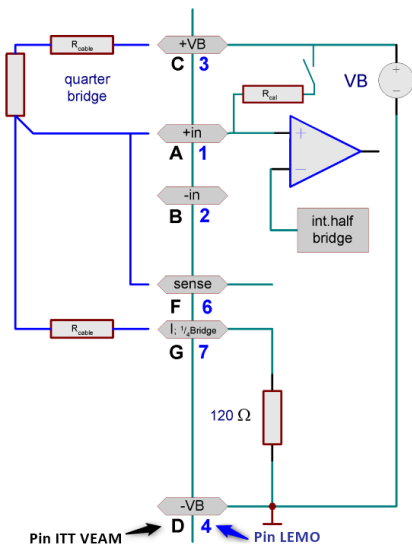 Rcable
+VB
C 3
VB
+
−
quarter
bridge
Rcal
+in
A 1
+
−
-in
B 2
int.half
bridge
sense
F 6
Rcable
I; 1/4Bridge
G 7
120 Ω
-VB
Pin ITT VEAM
D 4
Pin LEMO